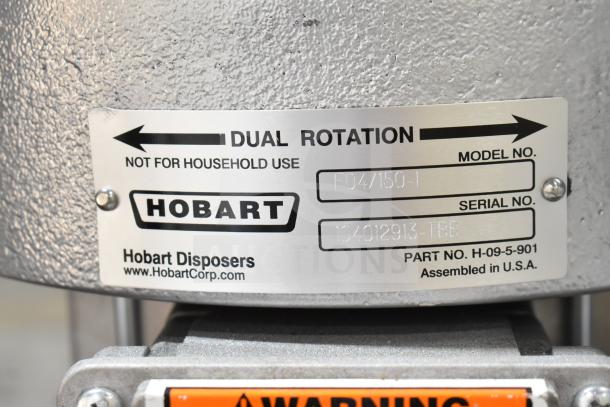 DUAL ROTATION
NOT FOR HOUSEHOLD USE
MODEL NO.
FD4/150-1
HOBART
SERIAL NO.
Hobart Disposers
www.HobartCorp.com
PART NO. H-09-5-901
Assembled in U.S.A.
WARNING